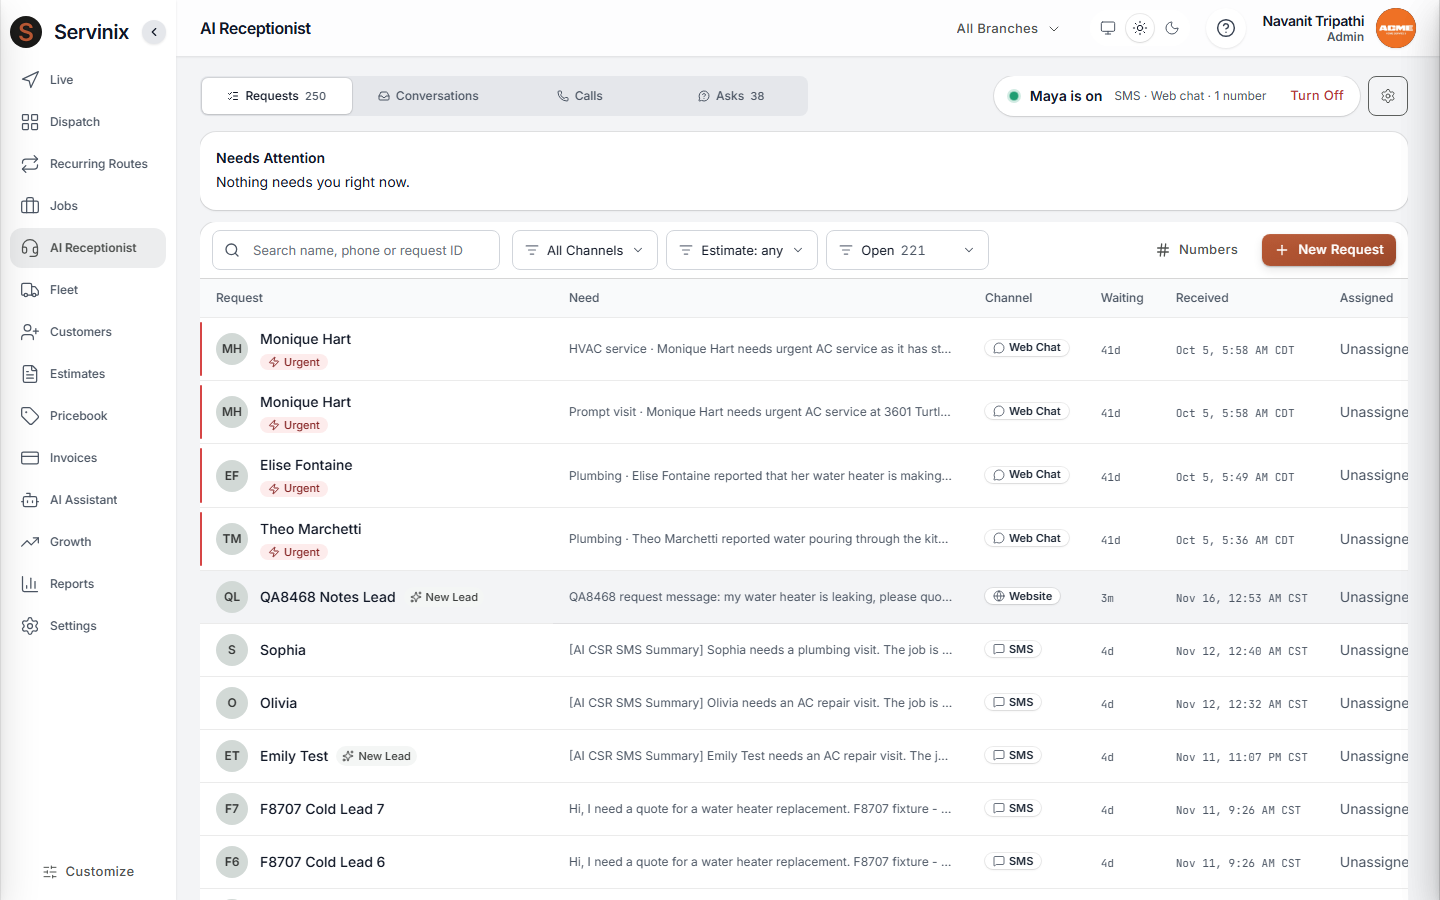 S Servinix
Live
Dispatch
Recurring Routes
Jobs
AI Receptionist
Fleet
Customers
Estimates
Pricebook
Invoices
AI Assistant
Growth
Reports
Settings
Customize
AI Receptionist
All Branches
Navanit Tripathi
Admin
ACME
Requests 250
Conversations
Calls
Asks 38
Maya is on SMS · Web chat · 1 number Turn Off
Needs Attention
Nothing needs you right now.
Search name, phone or request ID
All Channels
Estimate: any
Open 221
Numbers
New Request
Request Need Channel Waiting Received Assigned
MH Monique Hart Urgent HVAC service · Monique Hart needs urgent AC service as it has st... Web Chat 41d Oct 5, 5:58 AM CDT Unassigne
MH Monique Hart Urgent Prompt visit · Monique Hart needs urgent AC service at 3601 Turtl... Web Chat 41d Oct 5, 5:58 AM CDT Unassigne
EF Elise Fontaine Urgent Plumbing · Elise Fontaine reported that her water heater is making... Web Chat 41d Oct 5, 5:49 AM CDT Unassigne
TM Theo Marchetti Urgent Plumbing · Theo Marchetti reported water pouring through the kit... Web Chat 41d Oct 5, 5:36 AM CDT Unassigne
QL QA8468 Notes Lead New Lead QA8468 request message: my water heater is leaking, please quo... Website 3m Nov 16, 12:53 AM CST Unassigne
S Sophia [AI CSR SMS Summary] Sophia needs a plumbing visit. The job is ... SMS 4d Nov 12, 12:40 AM CST Unassigne
O Olivia [AI CSR SMS Summary] Olivia needs an AC repair visit. The job is ... SMS 4d Nov 12, 12:32 AM CST Unassigne
ET Emily Test New Lead [AI CSR SMS Summary] Emily Test needs an AC repair visit. The j... SMS 4d Nov 11, 11:07 PM CST Unassigne
F7 F8707 Cold Lead 7 Hi, I need a quote for a water heater replacement. F8707 fixture - ... SMS 4d Nov 11, 9:26 AM CST Unassigne
F6 F8707 Cold Lead 6 Hi, I need a quote for a water heater replacement. F8707 fixture - ... SMS 4d Nov 11, 9:26 AM CST Unassigne